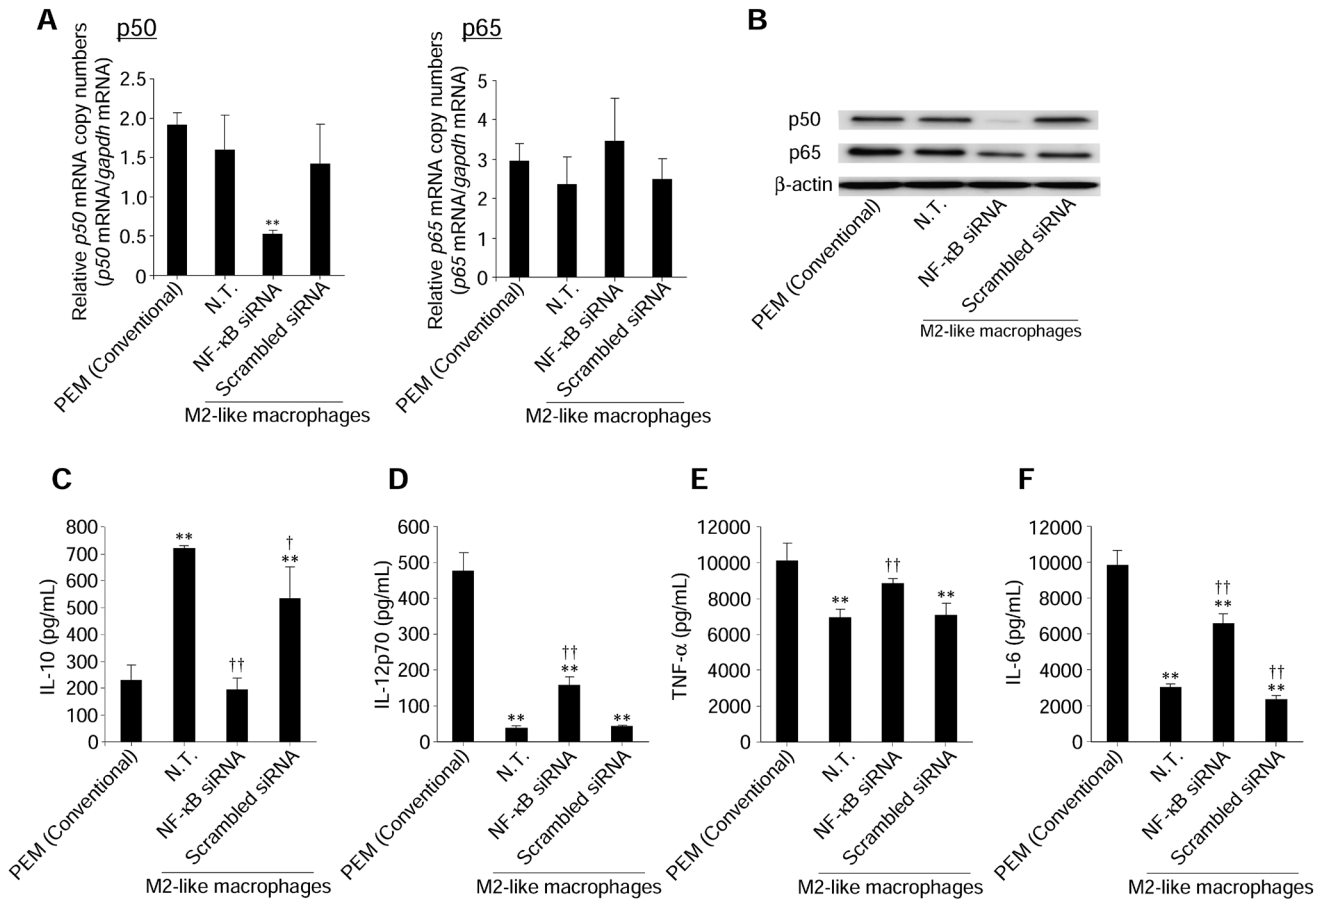 A
p50
Relative p50 mRNA copy numbers
(p50 mRNA/gapdh mRNA)
2.5
2.0
1.5
1.0
0.5
0
**
PEM (Conventional)
N.T.
NF-κB siRNA
Scrambled siRNA
M2-like macrophages
p65
Relative p65 mRNA copy numbers
(p65 mRNA/gapdh mRNA)
5
4
3
2
1
0
PEM (Conventional)
N.T.
NF-κB siRNA
Scrambled siRNA
M2-like macrophages
B
p50
p65
β-actin
PEM (Conventional)
N.T.
NF-κB siRNA
Scrambled siRNA
M2-like macrophages
C
IL-10 (pg/mL)
800
700
600
500
400
300
200
100
0
**
††
†
**
PEM (Conventional)
N.T.
NF-κB siRNA
Scrambled siRNA
M2-like macrophages
D
IL-12p70 (pg/mL)
600
500
400
300
200
100
0
**
††
**
**
PEM (Conventional)
N.T.
NF-κB siRNA
Scrambled siRNA
M2-like macrophages
E
TNF-α (pg/mL)
12000
10000
8000
6000
4000
2000
0
**
††
**
PEM (Conventional)
N.T.
NF-κB siRNA
Scrambled siRNA
M2-like macrophages
F
IL-6 (pg/mL)
12000
10000
8000
6000
4000
2000
0
**
††
**
††
**
PEM (Conventional)
N.T.
NF-κB siRNA
Scrambled siRNA
M2-like macrophages